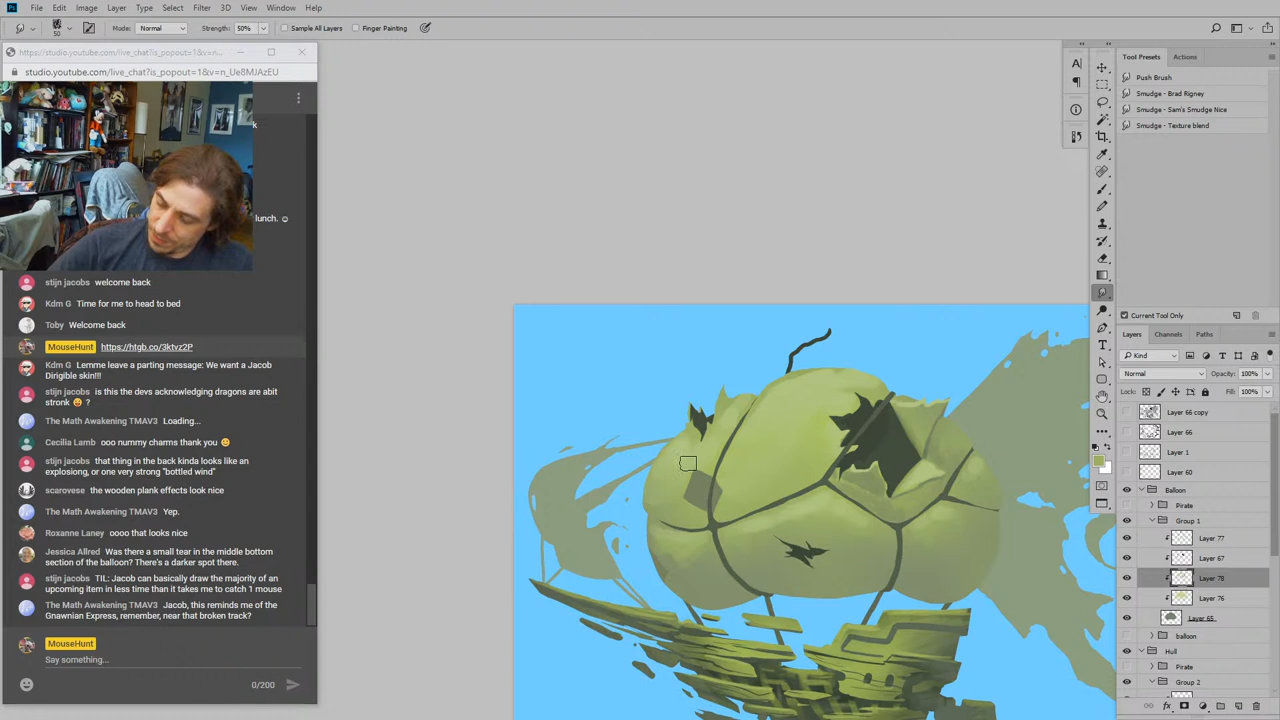 File Edit Image Layer Type Select Filter 3D View Window Help
50 Mode: Normal Strength: 50% Sample All Layers Finger Painting
https://studio.youtube.com/live_chat?is_popout=1&v=n...
studio.youtube.com/live_chat?is_popout=1&v=n_Ue8MJAzEU
k
lunch. ☺
stijn jacobs welcome back
Kdm G Time for me to head to bed
Toby Welcome back
MouseHunt https://htgb.co/3ktvz2P
Kdm G Lemme leave a parting message: We want a Jacob
Dirigible skin!!!
stijn jacobs is this the devs acknowledging dragons are abit
stronk 😄 ?
The Math Awakening TMAV3 Loading...
Cecilia Lamb ooo nummy charms thank you 😀
stijn jacobs that thing in the back kinda looks like an
explosiong, or one very strong "bottled wind"
scarovese the wooden plank effects look nice
The Math Awakening TMAV3 Yep.
Roxanne Laney oooo that looks nice
Jessica Allred Was there a small tear in the middle bottom
section of the balloon? There's a darker spot there.
stijn jacobs TIL: Jacob can basically draw the majority of an
upcoming item in less time than it takes me to catch 1 mouse
The Math Awakening TMAV3 Jacob, this reminds me of the
Gnawnian Express, remember, near that broken track?
MouseHunt
Say something...
0/200
Tool Presets Actions
Push Brush
Smudge - Brad Rigney
Smudge - Sam's Smudge Nice
Smudge - Texture blend
Current Tool Only
Layers Channels Paths
Kind
Normal Opacity: 100%
Lock: Fill: 100%
Layer 66 copy
Layer 66
Layer 1
Layer 60
Balloon
Pirate
Group 1
Layer 77
Layer 67
Layer 78
Layer 76
Layer 65
balloon
Hull
Pirate
Group 2